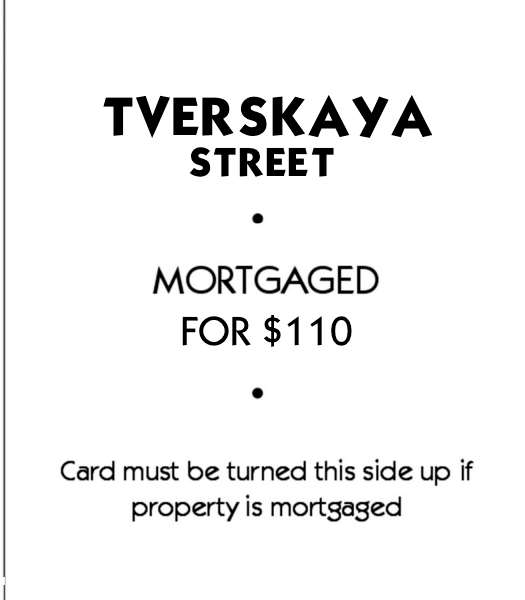 TVERSKAYA
STREET
•
MORTGAGED
FOR $110
•
Card must be turned this side up if
property is mortgaged